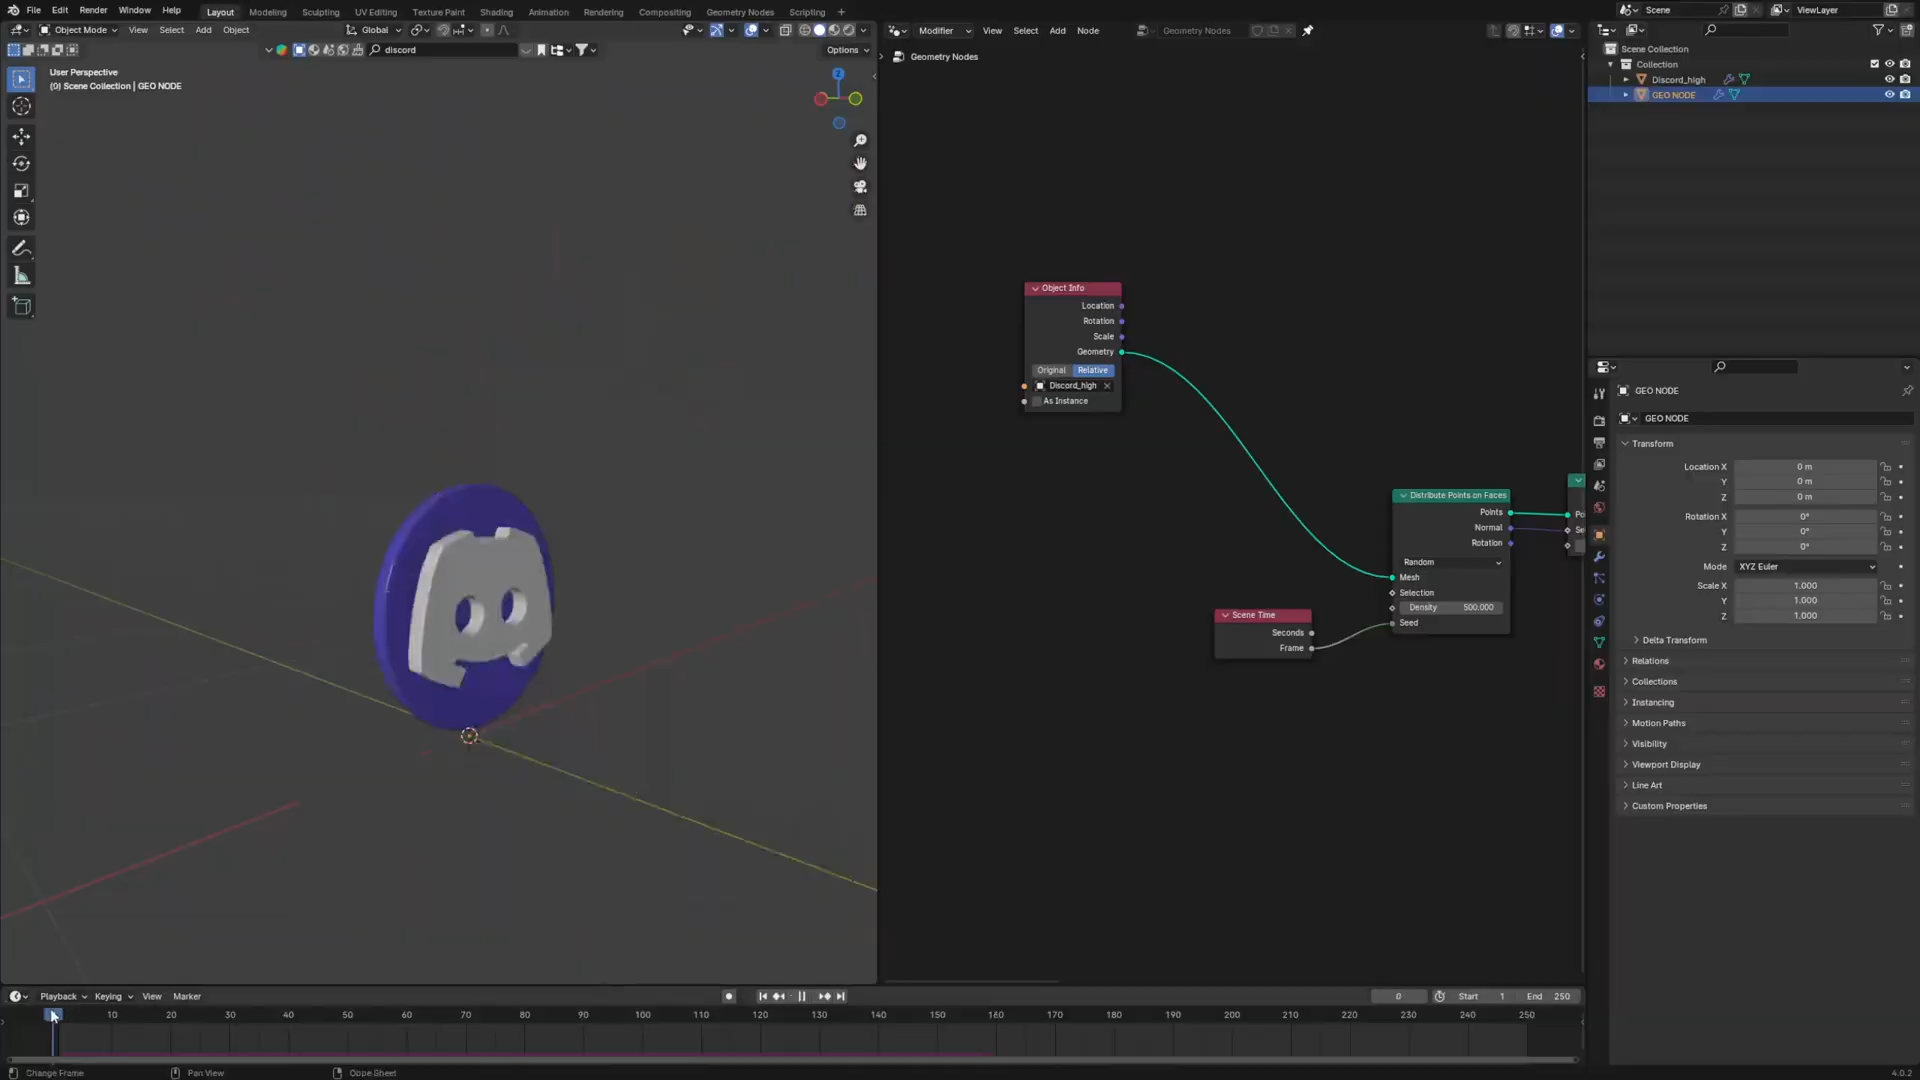 File Edit Render Window Help
Layout Modeling Sculpting UV Editing Texture Paint Shading Animation Rendering Compositing Geometry Nodes Scripting +
Scene
ViewLayer
Object Mode View Select Add Object
Global
discord
Options
User Perspective
(0) Scene Collection | GEO NODE
Modifier View Select Add Node
Geometry Nodes
Geometry Nodes
Object Info
Location
Rotation
Scale
Geometry
Original Relative
Discord_high
As Instance
Scene Time
Seconds
Frame
Distribute Points on Faces
Points
Normal
Rotation
Random
Mesh
Selection
Density 500.000
Seed
Po
Se
Scene Collection
Collection
Discord_high
GEO NODE
GEO NODE
GEO NODE
Transform
Location X 0 m
Y 0 m
Z 0 m
Rotation X 0°
Y 0°
Z 0°
Mode XYZ Euler
Scale X 1.000
Y 1.000
Z 1.000
Delta Transform
Relations
Collections
Instancing
Motion Paths
Visibility
Viewport Display
Line Art
Custom Properties
Playback Keying View Marker
0 Start 1 End 250
10 20 30 40 50 60 70 80 90 100 110 120 130 140 150 160 170 180 190 200 210 220 230 240 250
Change Frame Pan View Dope Sheet
4.0.2